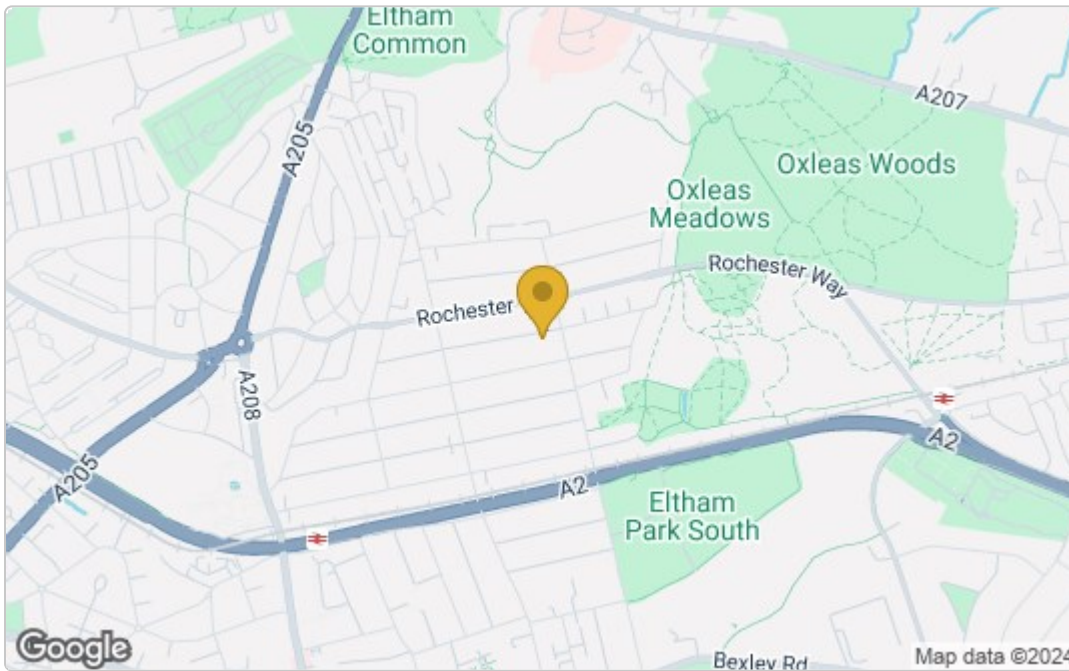 Eltham
Common
A207
A205
Oxleas Woods
Oxleas
Meadows
Rochester Way
Rochester
A208
A205
A2
A2
Eltham
Park South
Bexley Rd
Google
Map data ©2024